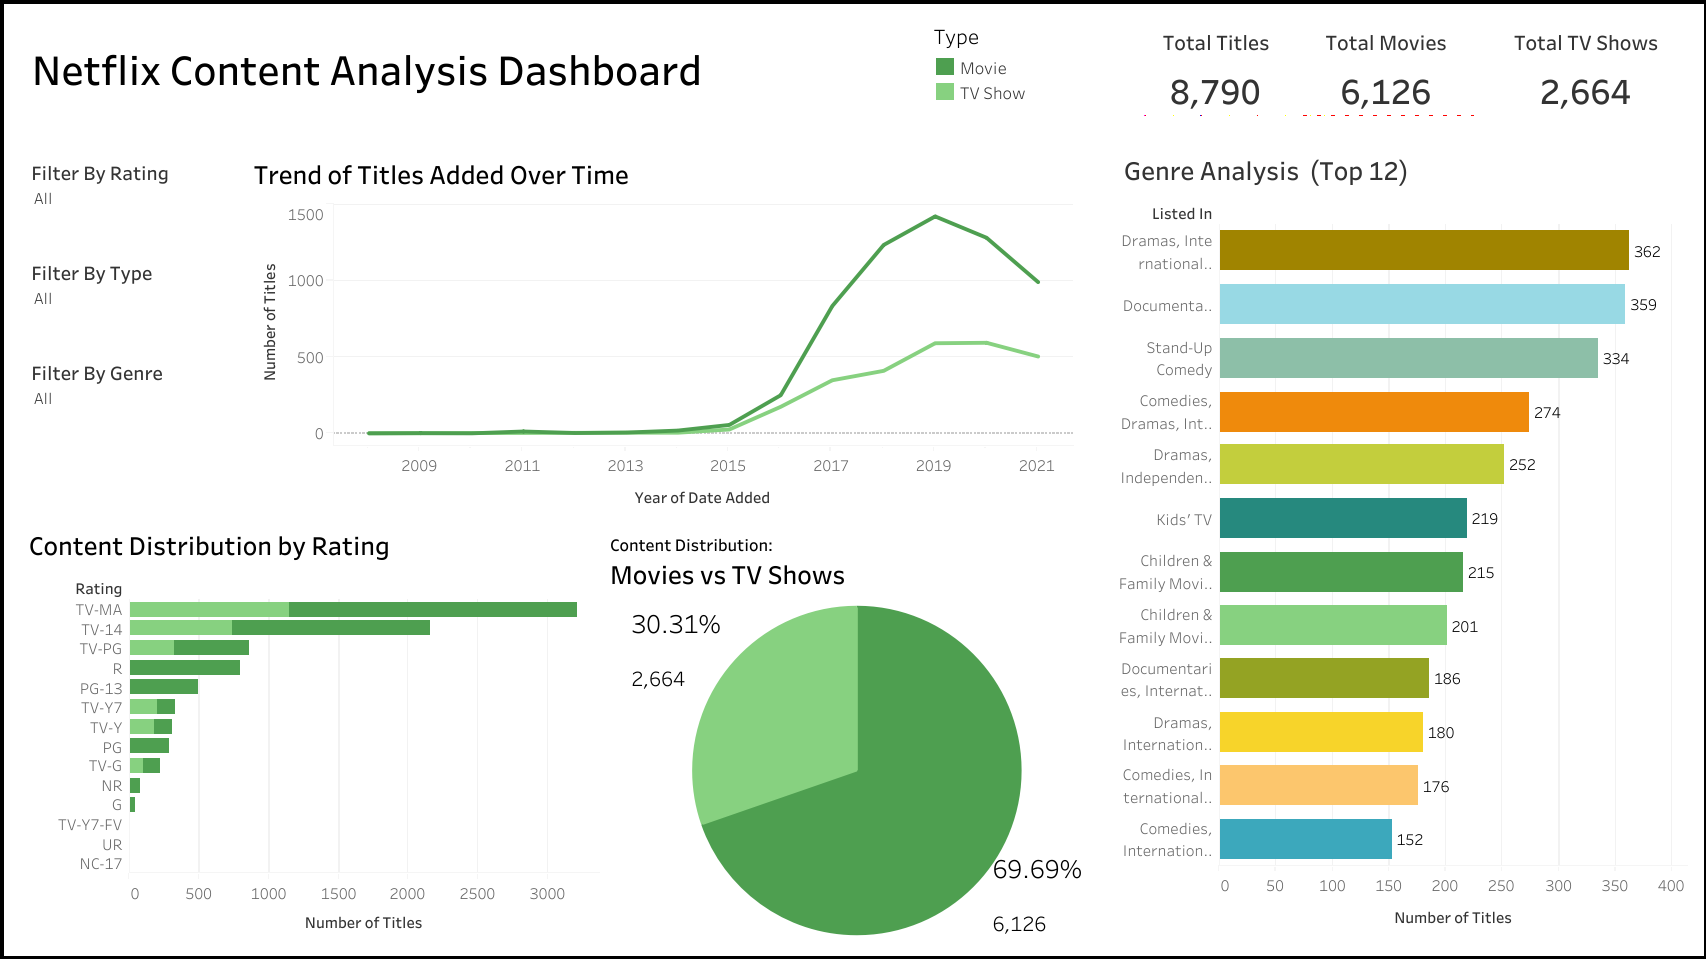 Netflix Content Analysis Dashboard
Type
Movie
TV Show
Total Titles
8,790
Total Movies
6,126
Total TV Shows
2,664
Filter By Rating
All
Filter By Type
All
Filter By Genre
All
Trend of Titles Added Over Time
Number of Titles
1500
1000
500
0
2009 2011 2013 2015 2017 2019 2021
Year of Date Added
Content Distribution by Rating
Rating
TV-MA
TV-14
TV-PG
R
PG-13
TV-Y7
TV-Y
PG
TV-G
NR
G
TV-Y7-FV
UR
NC-17
0 500 1000 1500 2000 2500 3000
Number of Titles
Content Distribution:
Movies vs TV Shows
30.31%
2,664
69.69%
6,126
Genre Analysis (Top 12)
Listed In
Dramas, Inte
rnational..
362
Documenta..
359
Stand-Up
Comedy
334
Comedies,
Dramas, Int..
274
Dramas,
Independen..
252
Kids' TV
219
Children &
Family Movi..
215
Children &
Family Movi..
201
Documentari
es, Internat..
186
Dramas,
Internation..
180
Comedies, In
ternational..
176
Comedies,
Internation..
152
0 50 100 150 200 250 300 350 400
Number of Titles